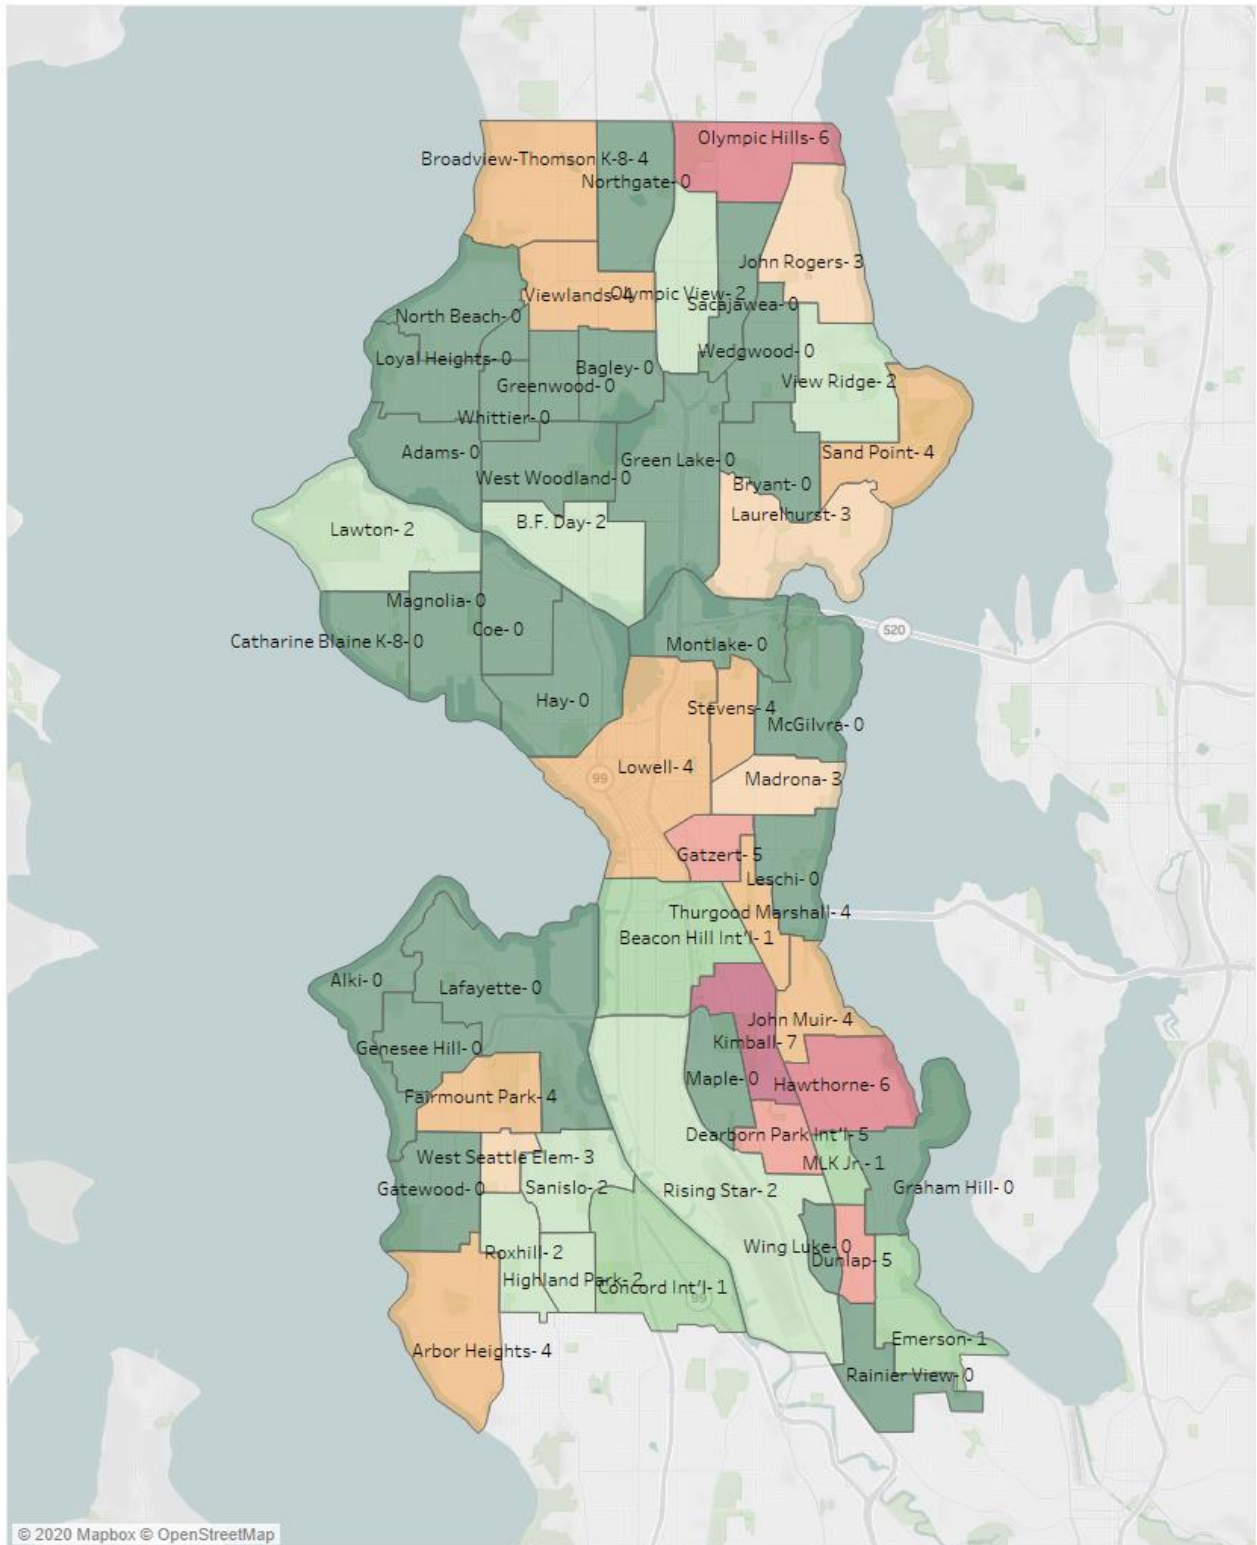 Olympic Hills- 6
Broadview-Thomson K-8- 4
Northgate- 0
John Rogers- 3
Viewlands- 4
Olympic View- 2
Sacajawea- 0
North Beach- 0
Wedgwood- 0
Loyal Heights- 0
Bagley- 0
View Ridge- 2
Greenwood- 0
Whittier- 0
Adams- 0
Sand Point- 4
Green Lake- 0
West Woodland- 0
Bryant- 0
Laurelhurst- 3
B.F. Day- 2
Lawton- 2
Magnolia- 0
Coe- 0
520
Catharine Blaine K-8- 0
Montlake- 0
Hay- 0
Stevens- 4
McGilvra- 0
Lowell- 4
99
Madrona- 3
Gatzert- 5
Leschi- 0
Thurgood Marshall- 4
Beacon Hill Int'l- 1
Alki- 0
Lafayette- 0
John Muir- 4
Kimball- 7
Genesee Hill- 0
Maple- 0
Hawthorne- 6
Fairmount Park- 4
Dearborn Park Int'l- 5
West Seattle Elem- 3
MLK Jr.- 1
Gatewood- 0
Sanislo- 2
Rising Star- 2
Graham Hill- 0
Wing Luke- 0
Roxhill- 2
Dunlap- 5
Highland Park- 2
Concord Int'l- 1
99
Emerson- 1
Arbor Heights- 4
Rainier View- 0
© 2020 Mapbox © OpenStreetMap